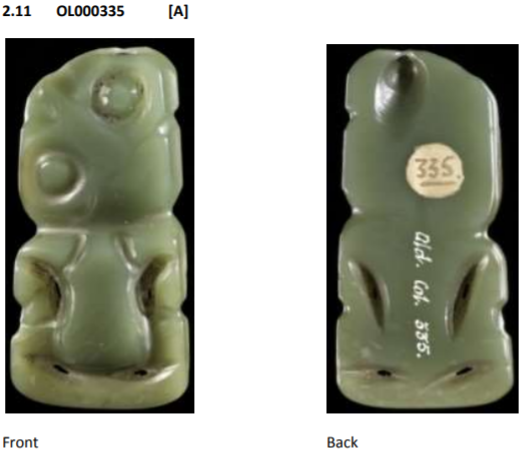 2.11 OL000335 [A]
335.
Old. Col. 335.
Front
Back